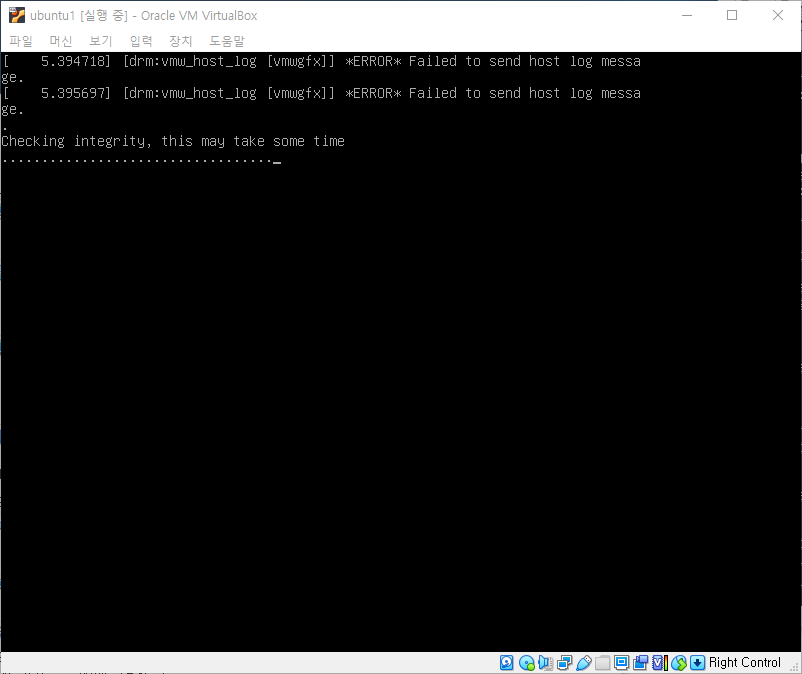 ubuntu1 [실행 중] - Oracle VM VirtualBox
파일 머신 보기 입력 장치 도움말
[    5.394718] [drm:vmw_host_log [vmwgfx]] *ERROR* Failed to send host log messa
ge.
[    5.395697] [drm:vmw_host_log [vmwgfx]] *ERROR* Failed to send host log messa
ge.
.
Checking integrity, this may take some time
.................................._
Right Control